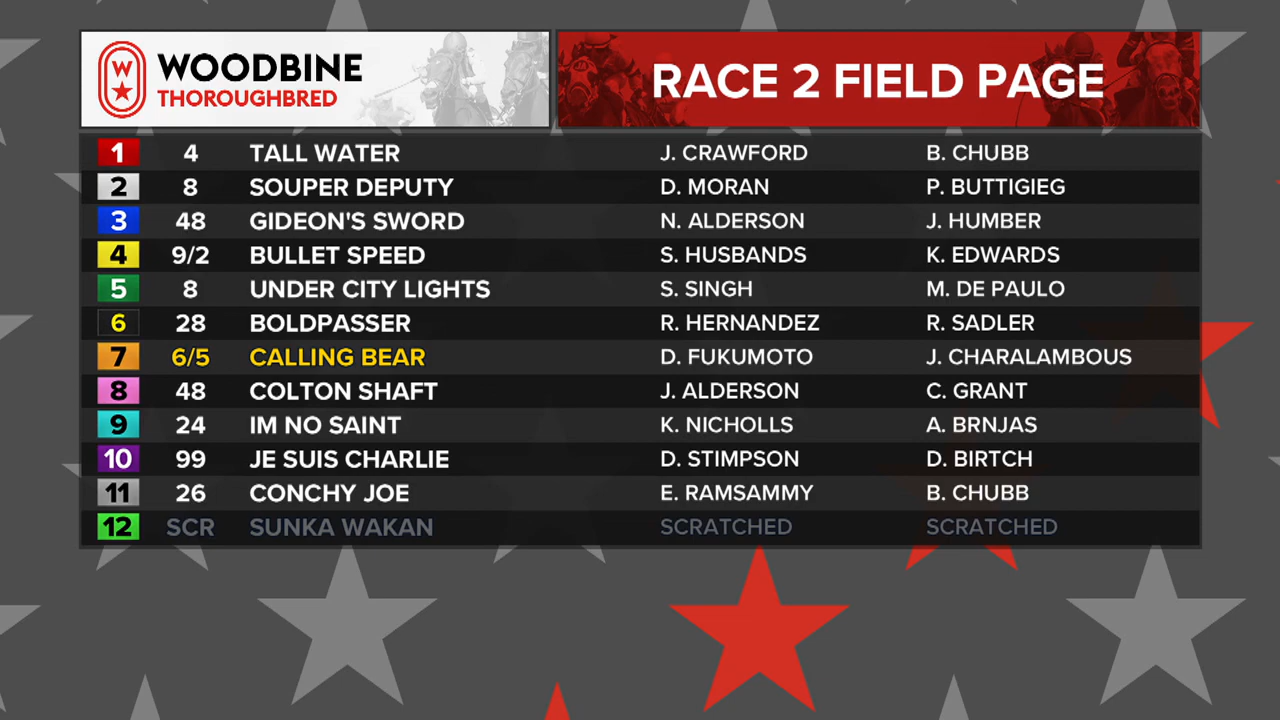 W
WOODBINE
THOROUGHBRED
RACE 2 FIELD PAGE
1 4 TALL WATER J. CRAWFORD B. CHUBB
2 8 SOUPER DEPUTY D. MORAN P. BUTTIGIEG
3 48 GIDEON'S SWORD N. ALDERSON J. HUMBER
4 9/2 BULLET SPEED S. HUSBANDS K. EDWARDS
5 8 UNDER CITY LIGHTS S. SINGH M. DE PAULO
6 28 BOLDPASSER R. HERNANDEZ R. SADLER
7 6/5 CALLING BEAR D. FUKUMOTO J. CHARALAMBOUS
8 48 COLTON SHAFT J. ALDERSON C. GRANT
9 24 IM NO SAINT K. NICHOLLS A. BRNJAS
10 99 JE SUIS CHARLIE D. STIMPSON D. BIRTCH
11 26 CONCHY JOE E. RAMSAMMY B. CHUBB
12 SCR SUNKA WAKAN SCRATCHED SCRATCHED